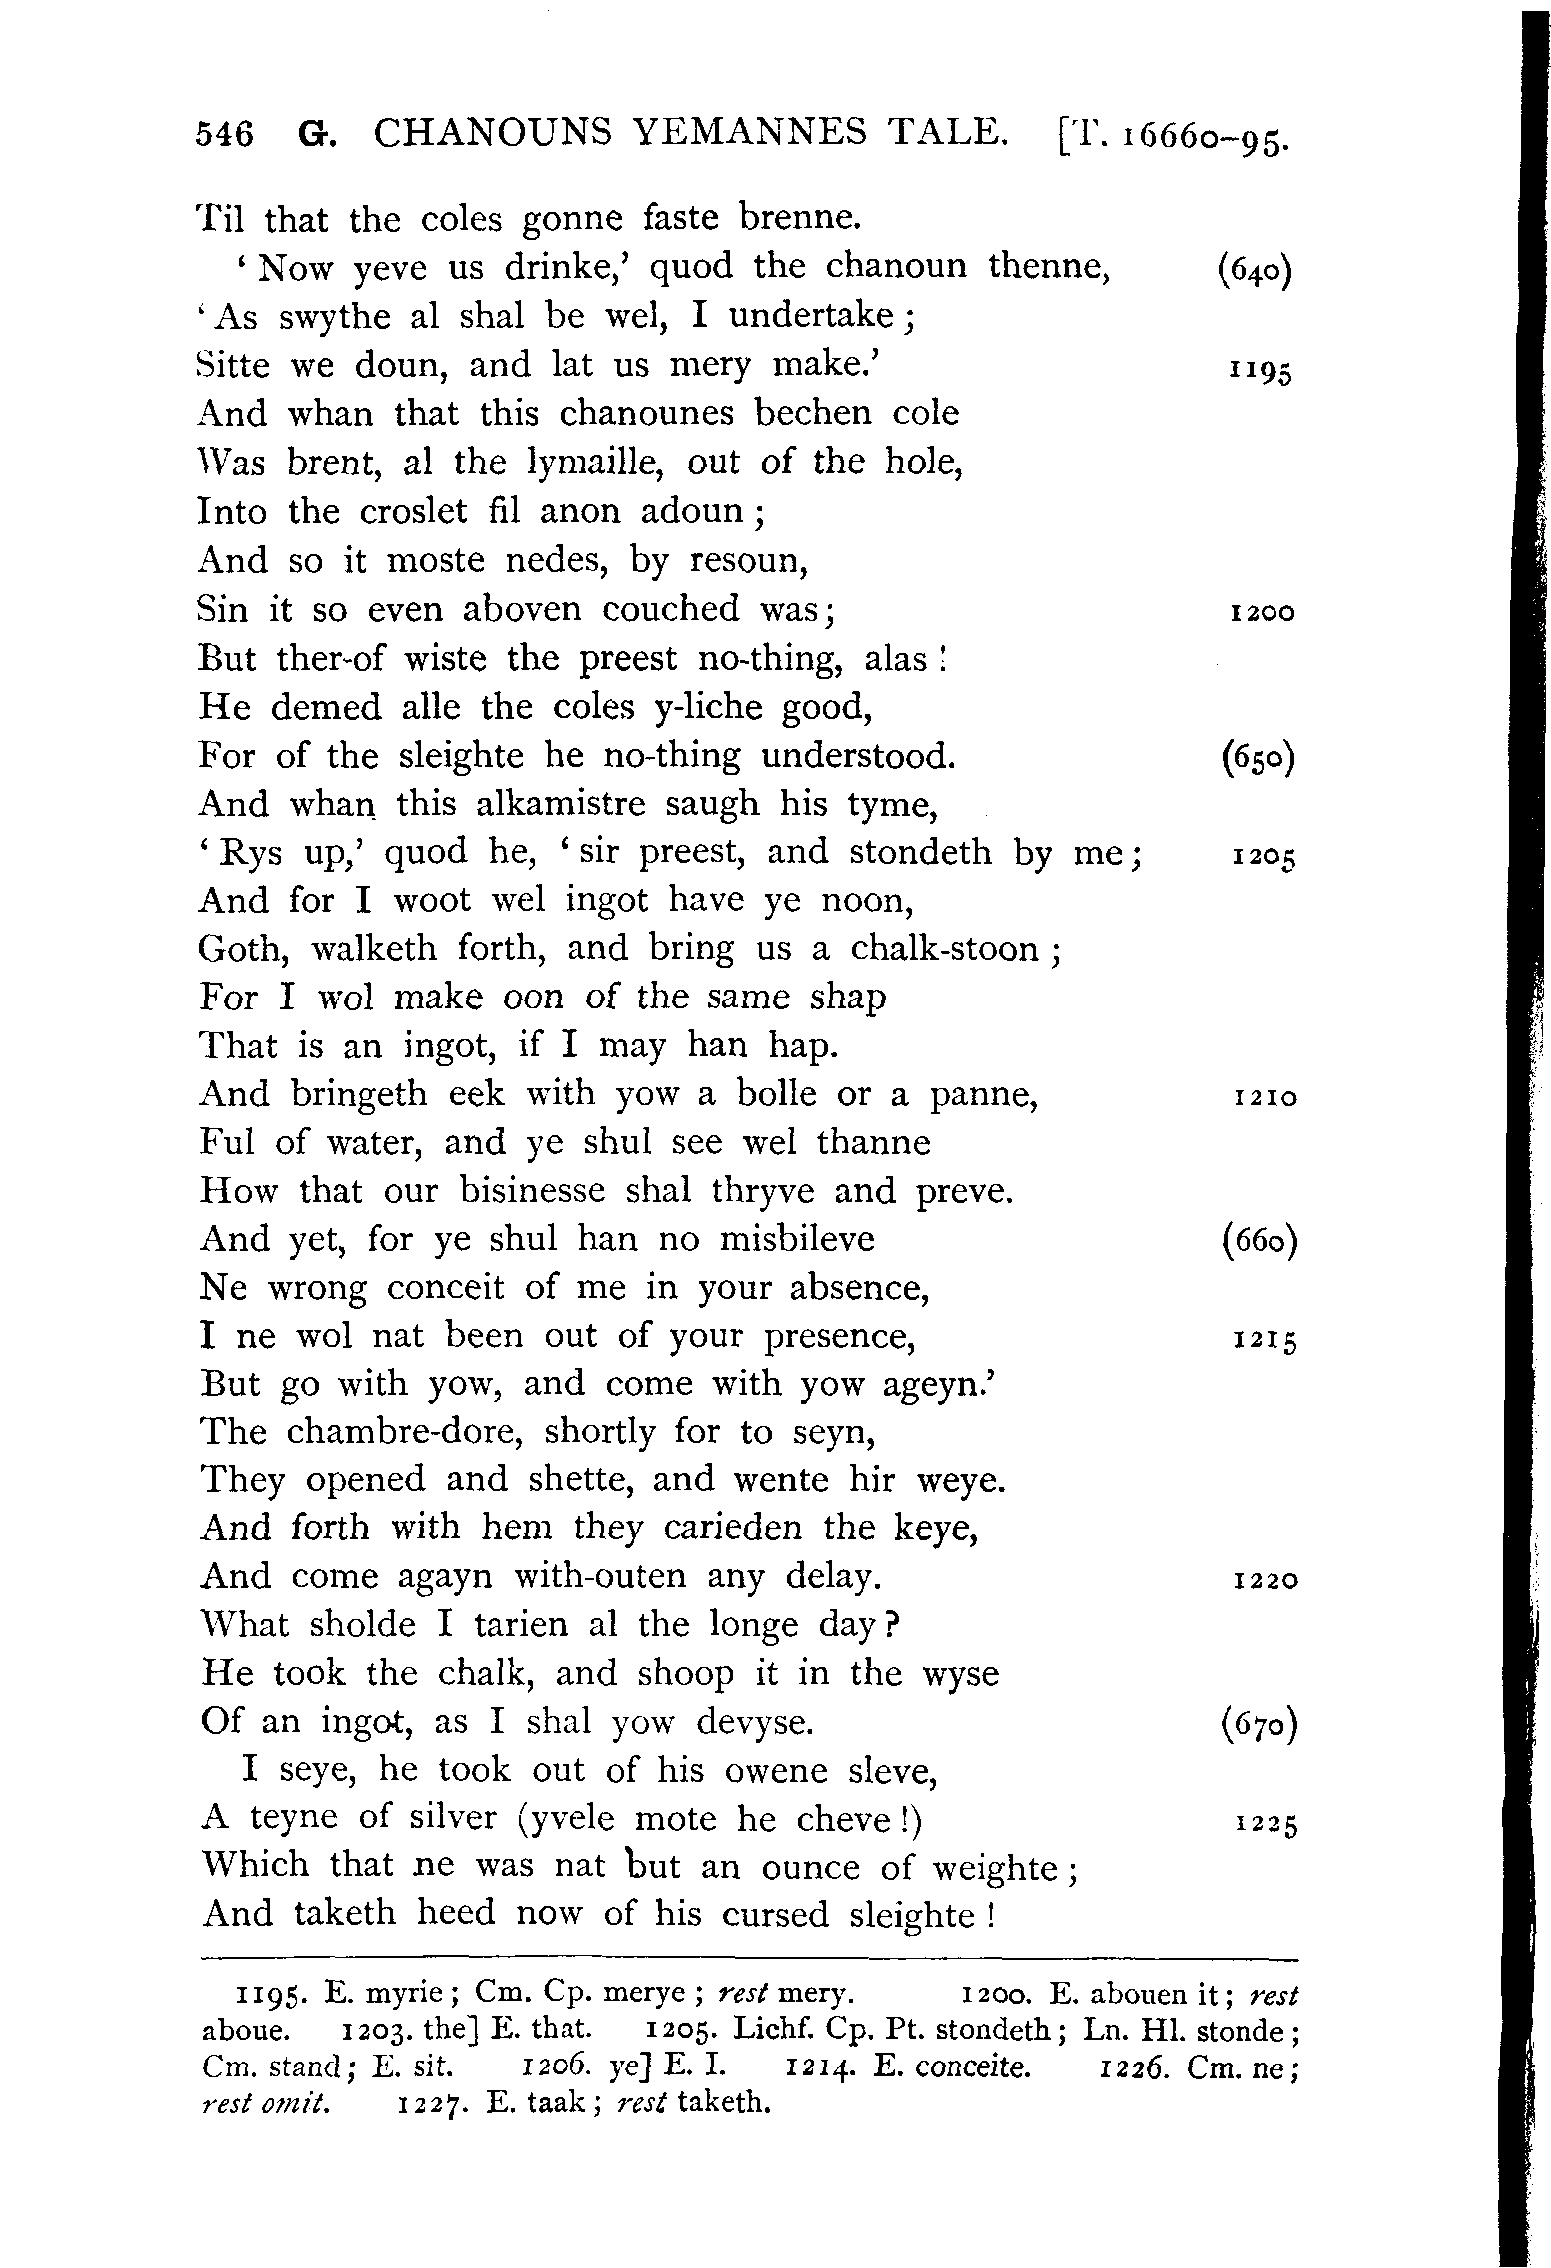 546 G. CHANOUNS YEMANNES TALE. [T. 16660–95.
Til that the coles gonne faste brenne.
‘Now yeve us drinke,’ quod the chanoun thenne, (640)
‘As swythe al shal be wel, I undertake;
Sitte we doun, and lat us mery make.’ 1195
And whan that this chanounes bechen cole
Was brent, al the lymaille, out of the hole,
Into the croslet fil anon adoun;
And so it moste nedes, by resoun,
Sin it so even aboven couched was; 1200
But ther-of wiste the preest no-thing, alas!
He demed alle the coles y-liche good,
For of the sleighte he no-thing understood. (650)
And whan this alkamistre saugh his tyme,
‘Rys up,’ quod he, ‘sir preest, and stondeth by me; 1205
And for I woot wel ingot have ye noon,
Goth, walketh forth, and bring us a chalk-stoon;
For I wol make oon of the same shap
That is an ingot, if I may han hap.
And bringeth eek with yow a bolle or a panne, 1210
Ful of water, and ye shul see wel thanne
How that our bisinesse shal thryve and preve.
And yet, for ye shul han no misbileve (660)
Ne wrong conceit of me in your absence,
I ne wol nat been out of your presence, 1215
But go with yow, and come with yow ageyn.’
The chambre-dore, shortly for to seyn,
They opened and shette, and wente hir weye.
And forth with hem they carieden the keye,
And come agayn with-outen any delay. 1220
What sholde I tarien al the longe day?
He took the chalk, and shoop it in the wyse
Of an ingot, as I shal yow devyse. (670)
I seye, he took out of his owene sleve,
A teyne of silver (yvele mote he cheve!) 1225
Which that ne was nat but an ounce of weighte;
And taketh heed now of his cursed sleighte!
1195. E. myrie; Cm. Cp. merye; rest mery. 1200. E. abouen it; rest
aboue. 1203. the] E. that. 1205. Lichf. Cp. Pt. stondeth; Ln. Hl. stonde;
Cm. stand; E. sit. 1206. ye] E. I. 1214. E. conceite. 1226. Cm. ne;
rest omit. 1227. E. taak; rest taketh.